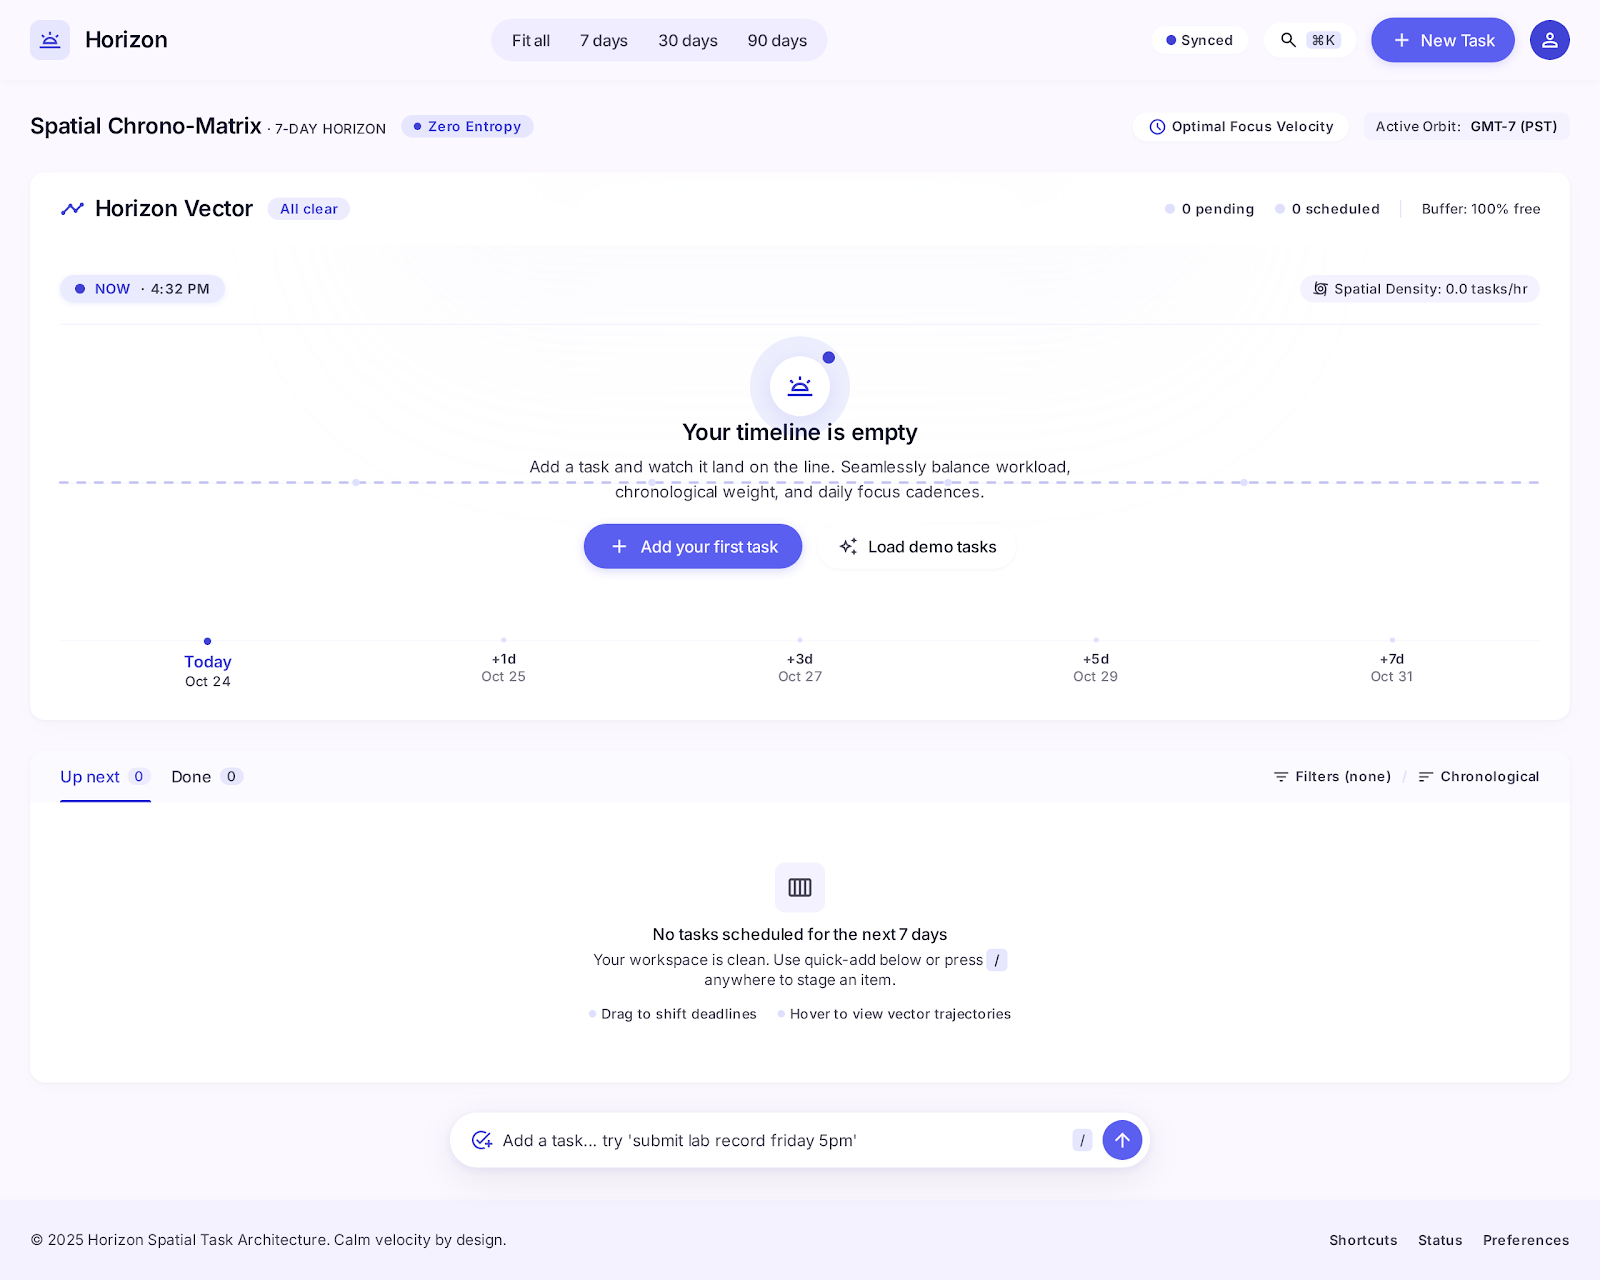 Horizon
Fit all 7 days 30 days 90 days
Synced
⌘K
New Task
Spatial Chrono-Matrix · 7-DAY HORIZON
Zero Entropy
Optimal Focus Velocity
Active Orbit: GMT-7 (PST)
Horizon Vector
All clear
0 pending
0 scheduled
Buffer: 100% free
NOW · 4:32 PM
Spatial Density: 0.0 tasks/hr
Your timeline is empty
Add a task and watch it land on the line. Seamlessly balance workload,
chronological weight, and daily focus cadences.
Add your first task
Load demo tasks
Today
Oct 24
+1d
Oct 25
+3d
Oct 27
+5d
Oct 29
+7d
Oct 31
Up next 0
Done 0
Filters (none) / Chronological
No tasks scheduled for the next 7 days
Your workspace is clean. Use quick-add below or press /
anywhere to stage an item.
Drag to shift deadlines
Hover to view vector trajectories
Add a task... try 'submit lab record friday 5pm'
/
© 2025 Horizon Spatial Task Architecture. Calm velocity by design.
Shortcuts Status Preferences